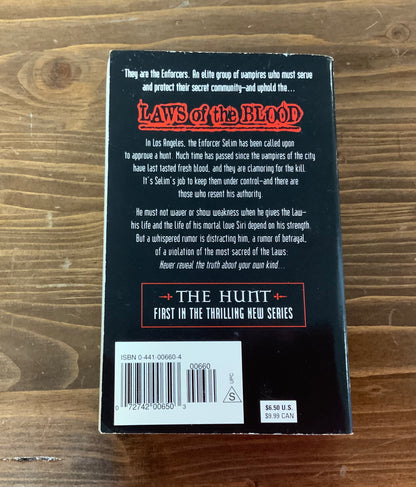 They are the Enforcers. An elite group of vampires who must serve
and protect their secret community–and uphold the…
LAWS of the BLOOD
In Los Angeles, the Enforcer Selim has been called upon
to approve a hunt. Much time has passed since the vampires of the city
have last tasted fresh blood, and they are clamoring for the kill.
It's Selim's job to keep them under control–and there are
those who resent his authority.
He must not waver or show weakness when he gives the law–
his life and the life of his mortal love Siri depend on his strength.
But a whispered rumor is distracting him, a rumor of betrayal,
of a violation of the most sacred of the Laws:
Never reveal the truth about your own kind…
THE HUNT
FIRST IN THE THRILLING NEW SERIES
ISBN 0-441-00660-4
00660
0 72742 00650 3
S UPC
$6.50 U.S.
$9.99 CAN